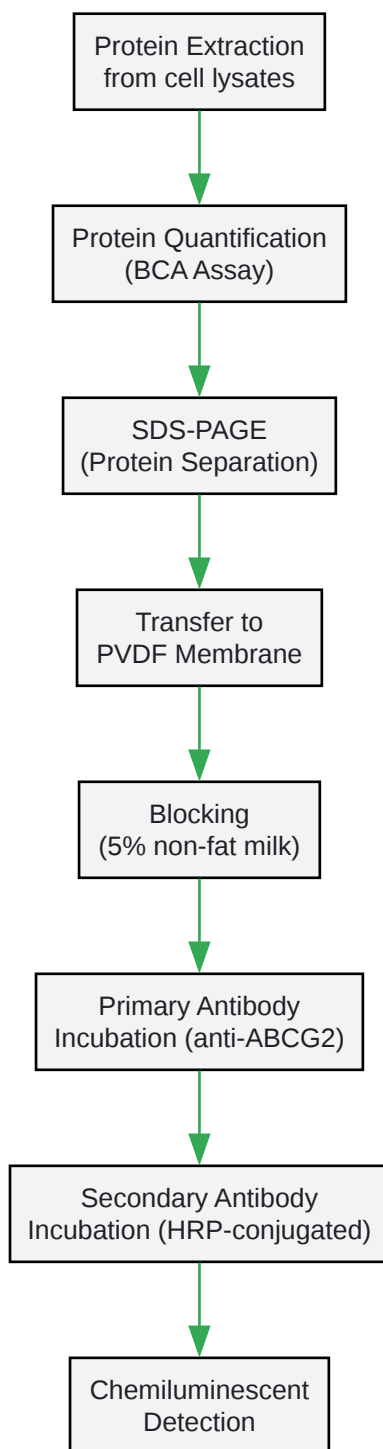 Protein Extraction
from cell lysates
Protein Quantification
(BCA Assay)
SDS-PAGE
(Protein Separation)
Transfer to
PVDF Membrane
Blocking
(5% non-fat milk)
Primary Antibody
Incubation (anti-ABCG2)
Secondary Antibody
Incubation (HRP-conjugated)
Chemiluminescent
Detection